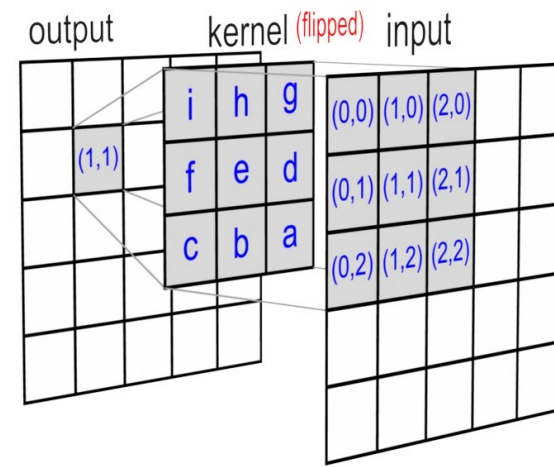 output kernel (flipped) input
i h g
f e d
c b a
(1,1)
(0,0) (1,0) (2,0)
(0,1) (1,1) (2,1)
(0,2) (1,2) (2,2)